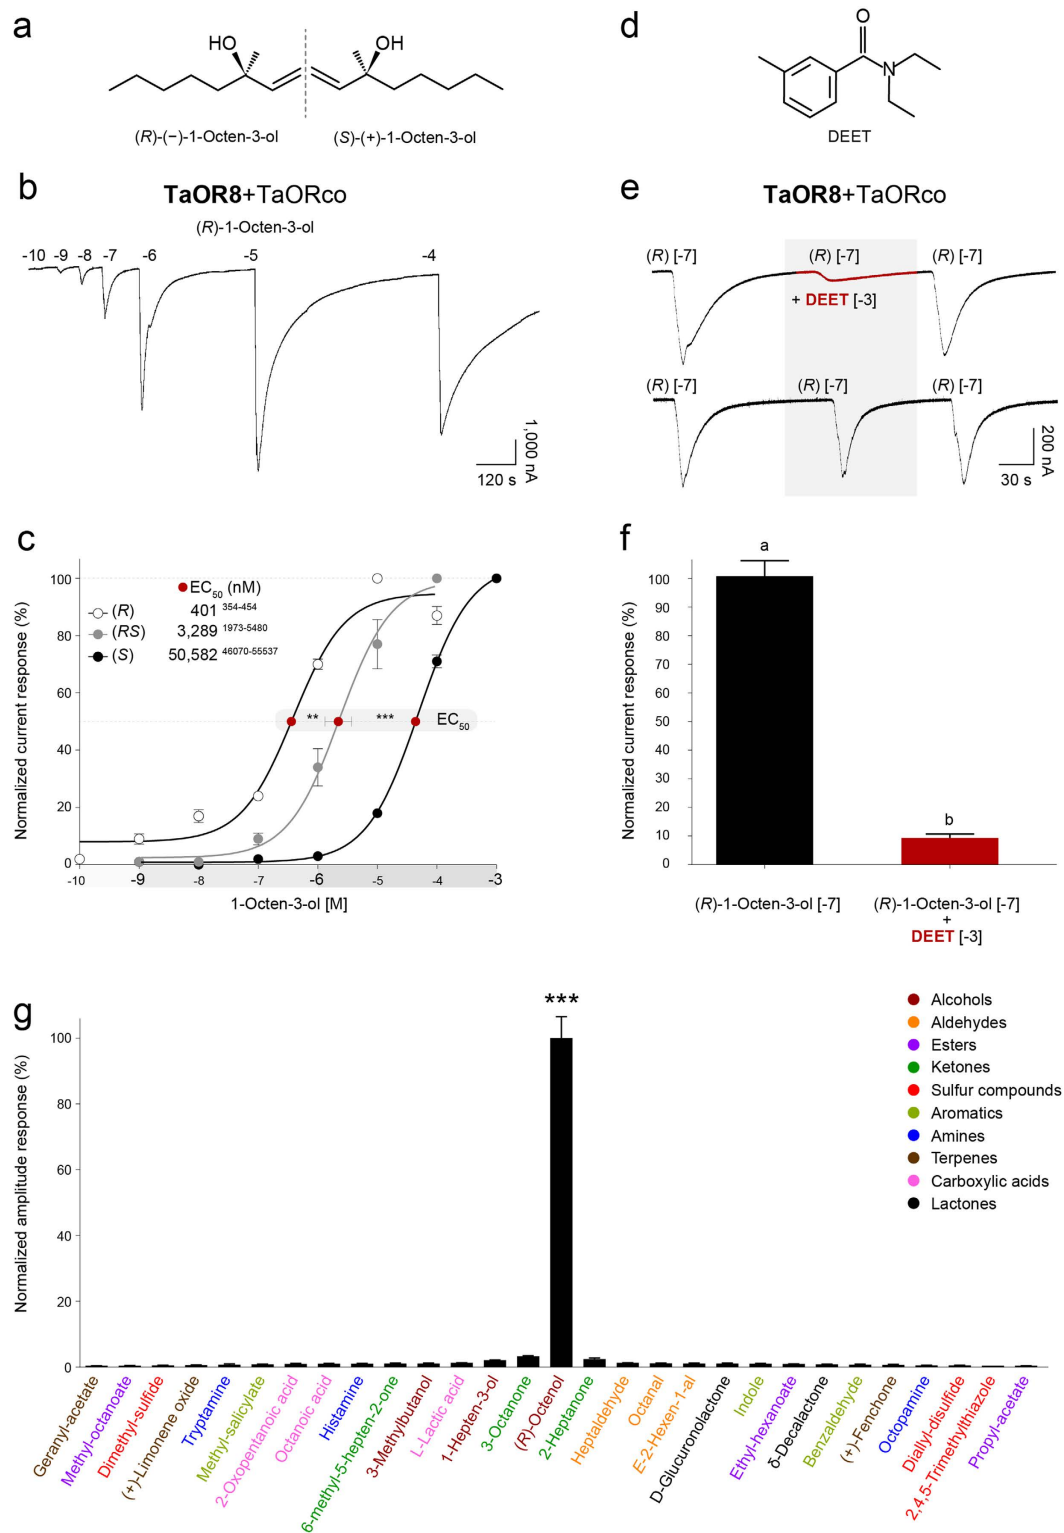 a
HO
OH
(R)-(−)-1-Octen-3-ol
(S)-(+)-1-Octen-3-ol
b
TaOR8+TaORco
(R)-1-Octen-3-ol
-10 -9 -8 -7 -6 -5 -4
1,000 nA
120 s
c
Normalized current response (%)
100
80
60
40
20
0
EC50 (nM)
(R) 401 354-454
(RS) 3,289 1973-5480
(S) 50,582 46070-55537
** *** EC50
-10 -9 -8 -7 -6 -5 -4 -3
1-Octen-3-ol [M]
d
O
N
DEET
e
TaOR8+TaORco
(R) [-7] (R) [-7] (R) [-7]
+ DEET [-3]
(R) [-7] (R) [-7] (R) [-7]
200 nA
30 s
f
Normalized current response (%)
100
90
80
70
60
50
40
30
20
10
0
a
b
(R)-1-Octen-3-ol [-7]
(R)-1-Octen-3-ol [-7]
+
DEET [-3]
g
Normalized amplitude response (%)
100
80
60
40
20
0
***
Alcohols
Aldehydes
Esters
Ketones
Sulfur compounds
Aromatics
Amines
Terpenes
Carboxylic acids
Lactones
Geranyl-acetate
Methyl-octanoate
Dimethyl-sulfide
(+)-Limonene oxide
Tryptamine
Methyl-salicylate
2-Oxopentanoic acid
Octanoic acid
Histamine
6-methyl-5-hepten-2-one
3-Methylbutanol
L-Lactic acid
1-Hepten-3-ol
3-Octanone
(R)-Octenol
2-Heptanone
Heptaldehyde
Octanal
E-2-Hexen-1-al
D-Glucuronolactone
Indole
Ethyl-hexanoate
δ-Decalactone
Benzaldehyde
(+)-Fenchone
Octopamine
Diallyl-disulfide
2,4,5-Trimethylthiazole
Propyl-acetate